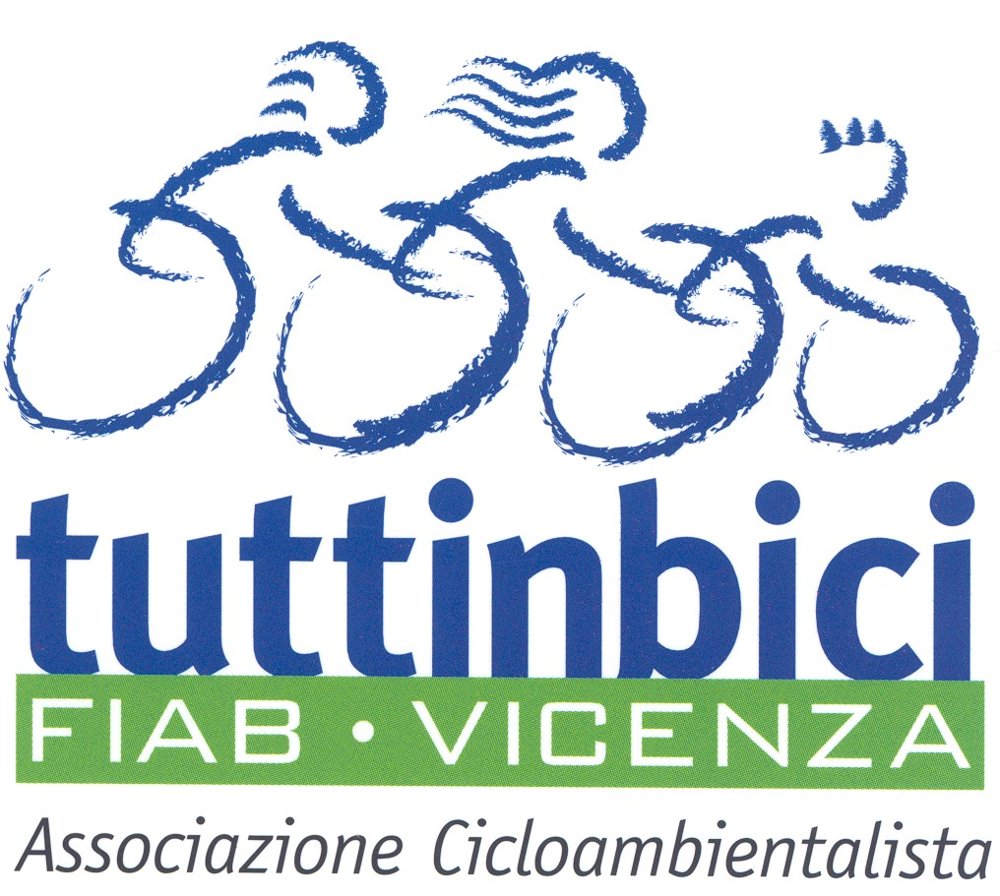 tuttinbici
FIAB • VICENZA
Associazione Cicloambientalista